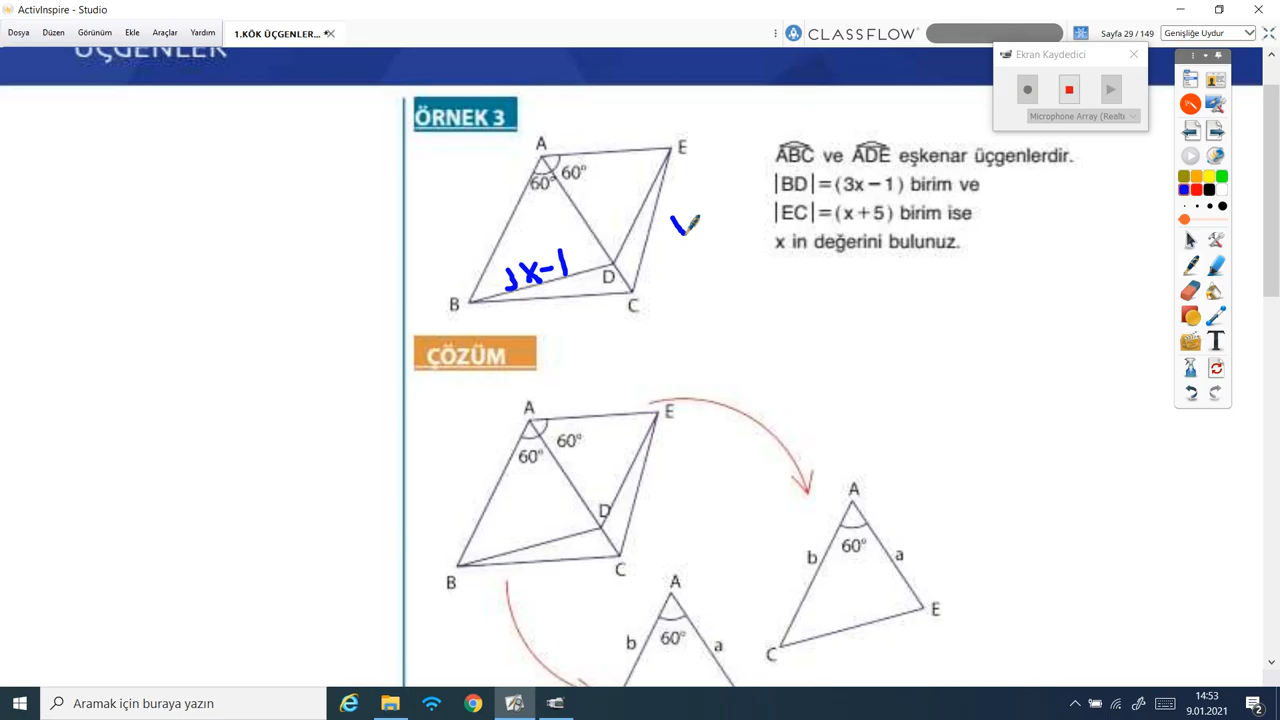 ActivInspire - Studio
Dosya Düzen Görünüm Ekle Araçlar Yardım
1.KÖK ÜÇGENLER...
CLASSFLOW
Sayfa 29 / 149
Genişliğe Uydur
Ekran Kaydedici
Microphone Array (Realt
ÜÇGENLER
ÖRNEK 3
A
E
60° 60°
3x-1
D
B
C
ABC ve ADE eşkenar üçgenlerdir.
|BD| = (3x − 1) birim ve
|EC| = (x + 5) birim ise
x in değerini bulunuz.
ÇÖZÜM
A
E
60°
60°
D
B
C
A
60°
b
a
E
C
A
60°
b
a
Aramak için buraya yazın
14:53
9.01.2021
2